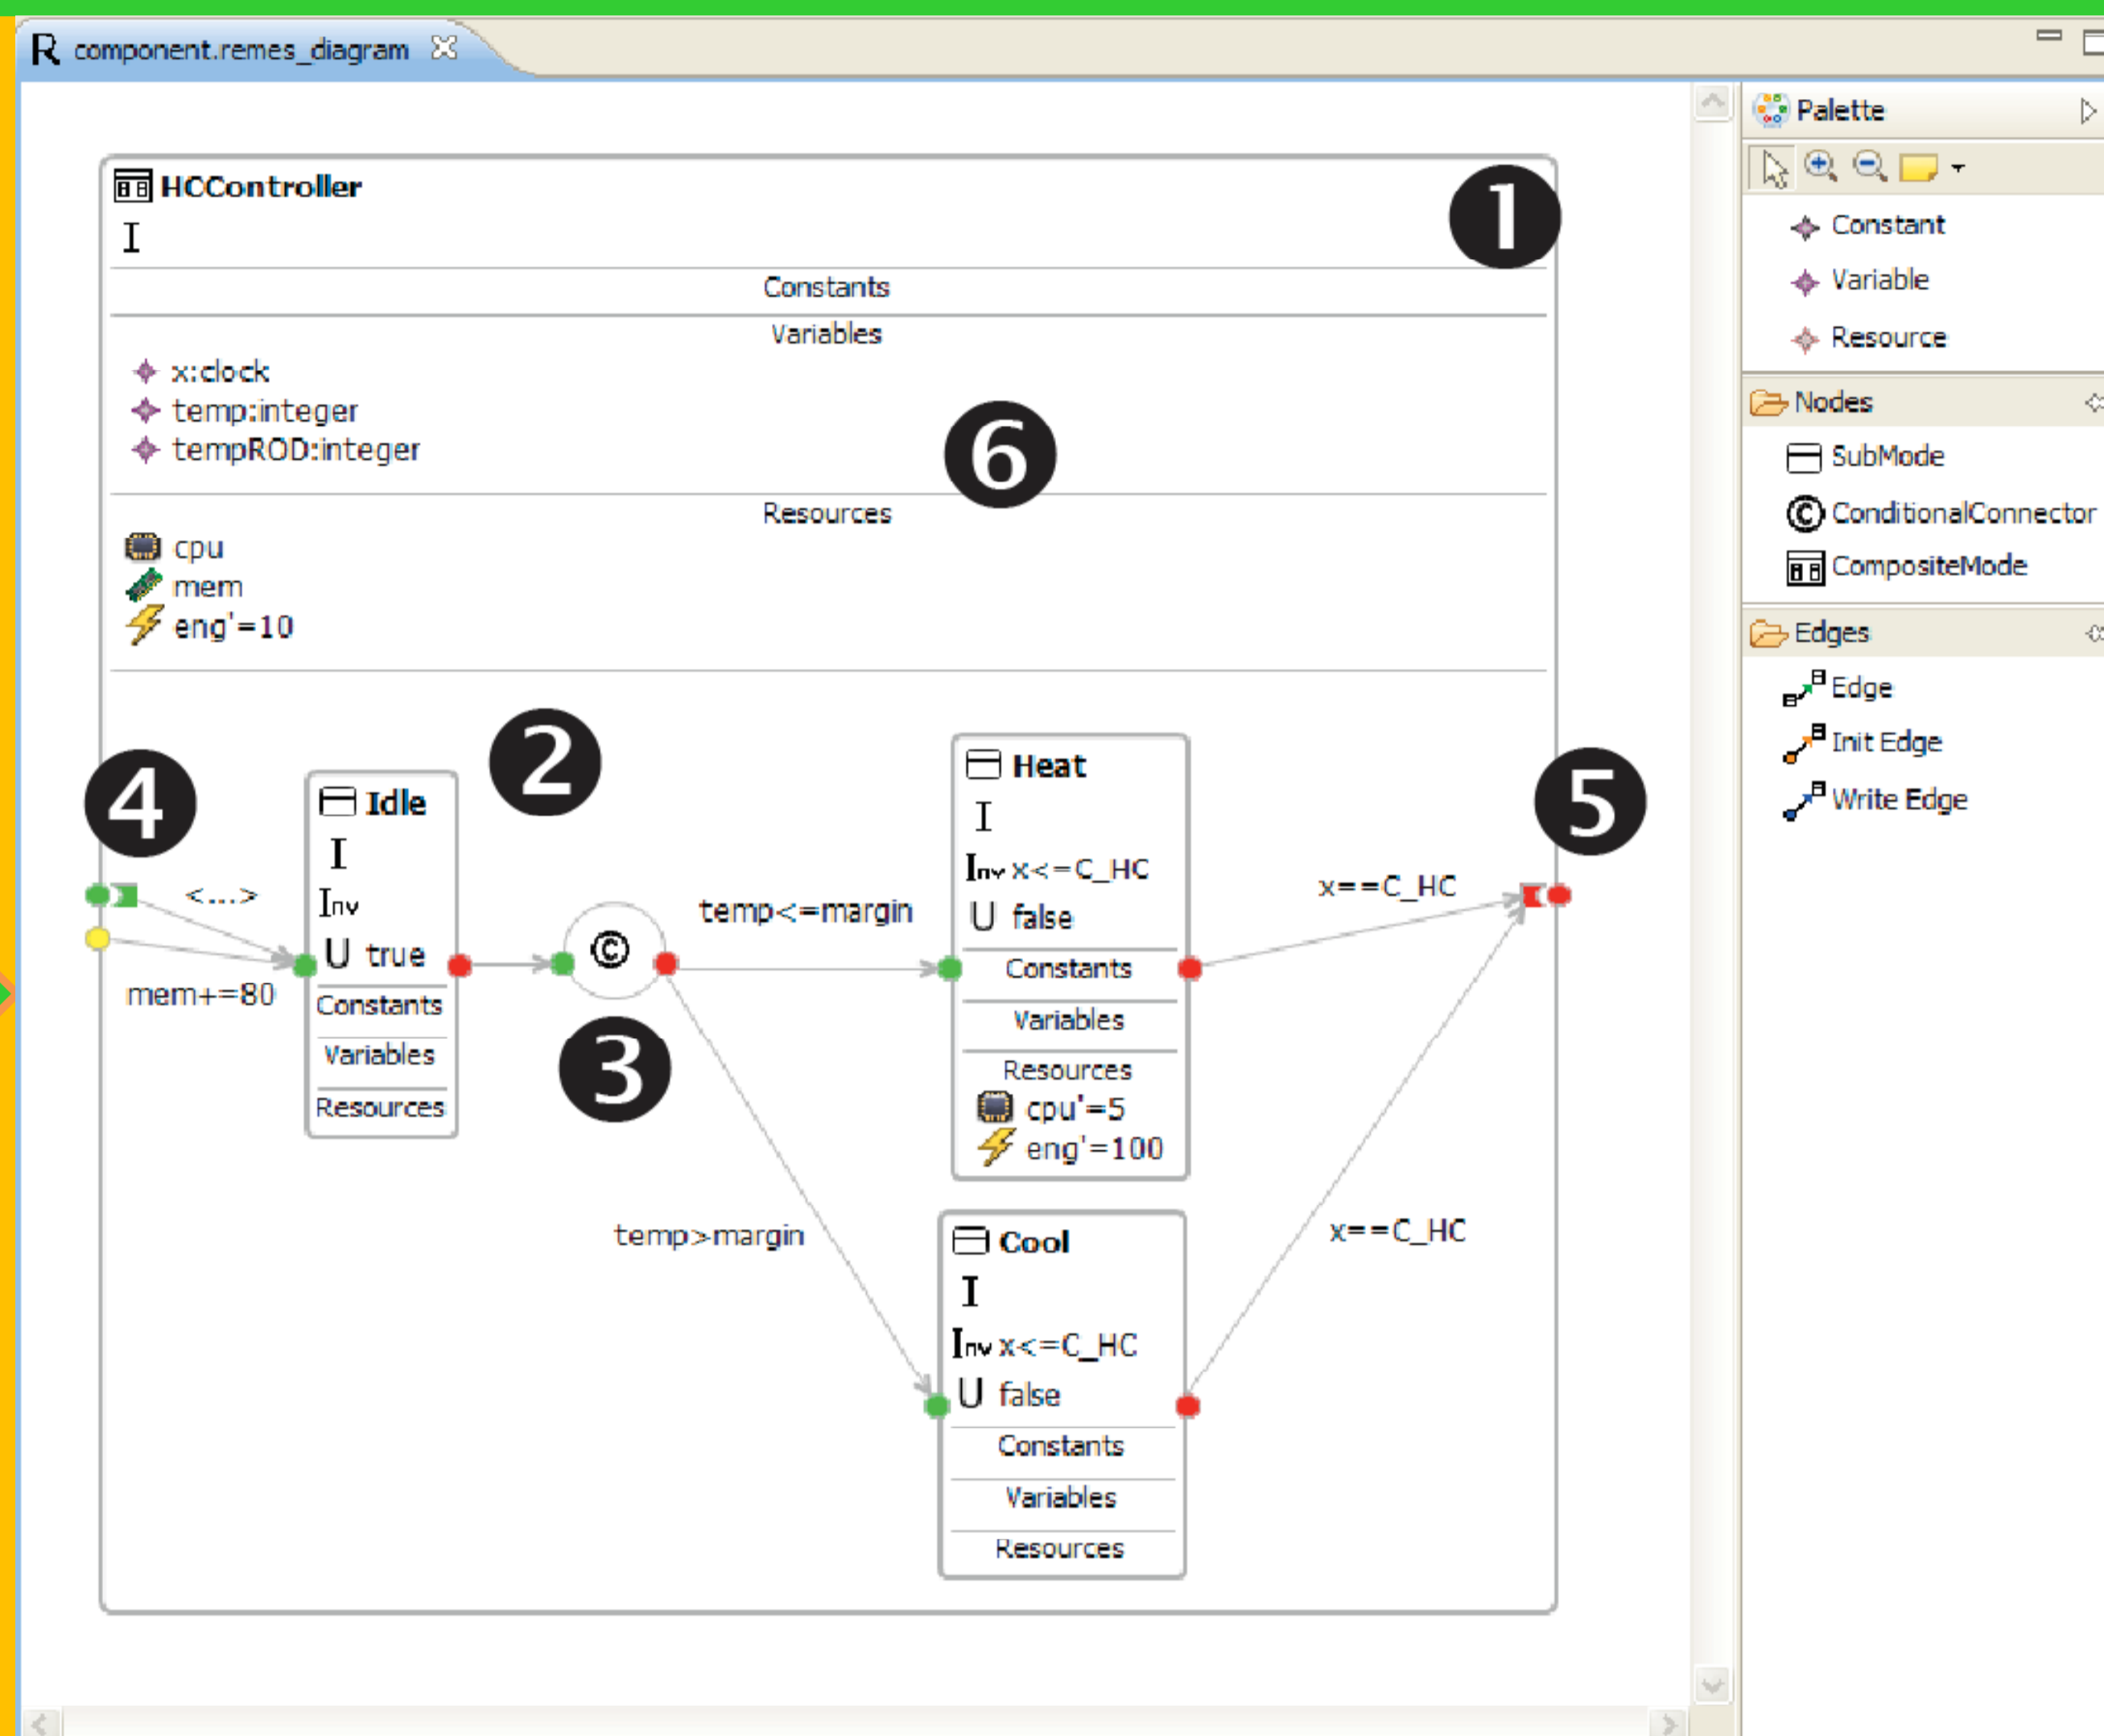 R component.remes_diagram
HCController
I
1
Constants
Variables
x:clock
temp:integer
tempROD:integer
6
Resources
cpu
mem
eng'=10
4
2
5
Idle
I
Inv
U true
Constants
Variables
Resources
<...>
mem+=80
©
3
temp<=margin
temp>margin
Heat
I
Inv x<=C_HC
U false
Constants
Variables
Resources
cpu'=5
eng'=100
x==C_HC
Cool
I
Inv x<=C_HC
U false
Constants
Variables
Resources
x==C_HC
Palette
Constant
Variable
Resource
Nodes
SubMode
© ConditionalConnector
CompositeMode
Edges
Edge
Init Edge
Write Edge